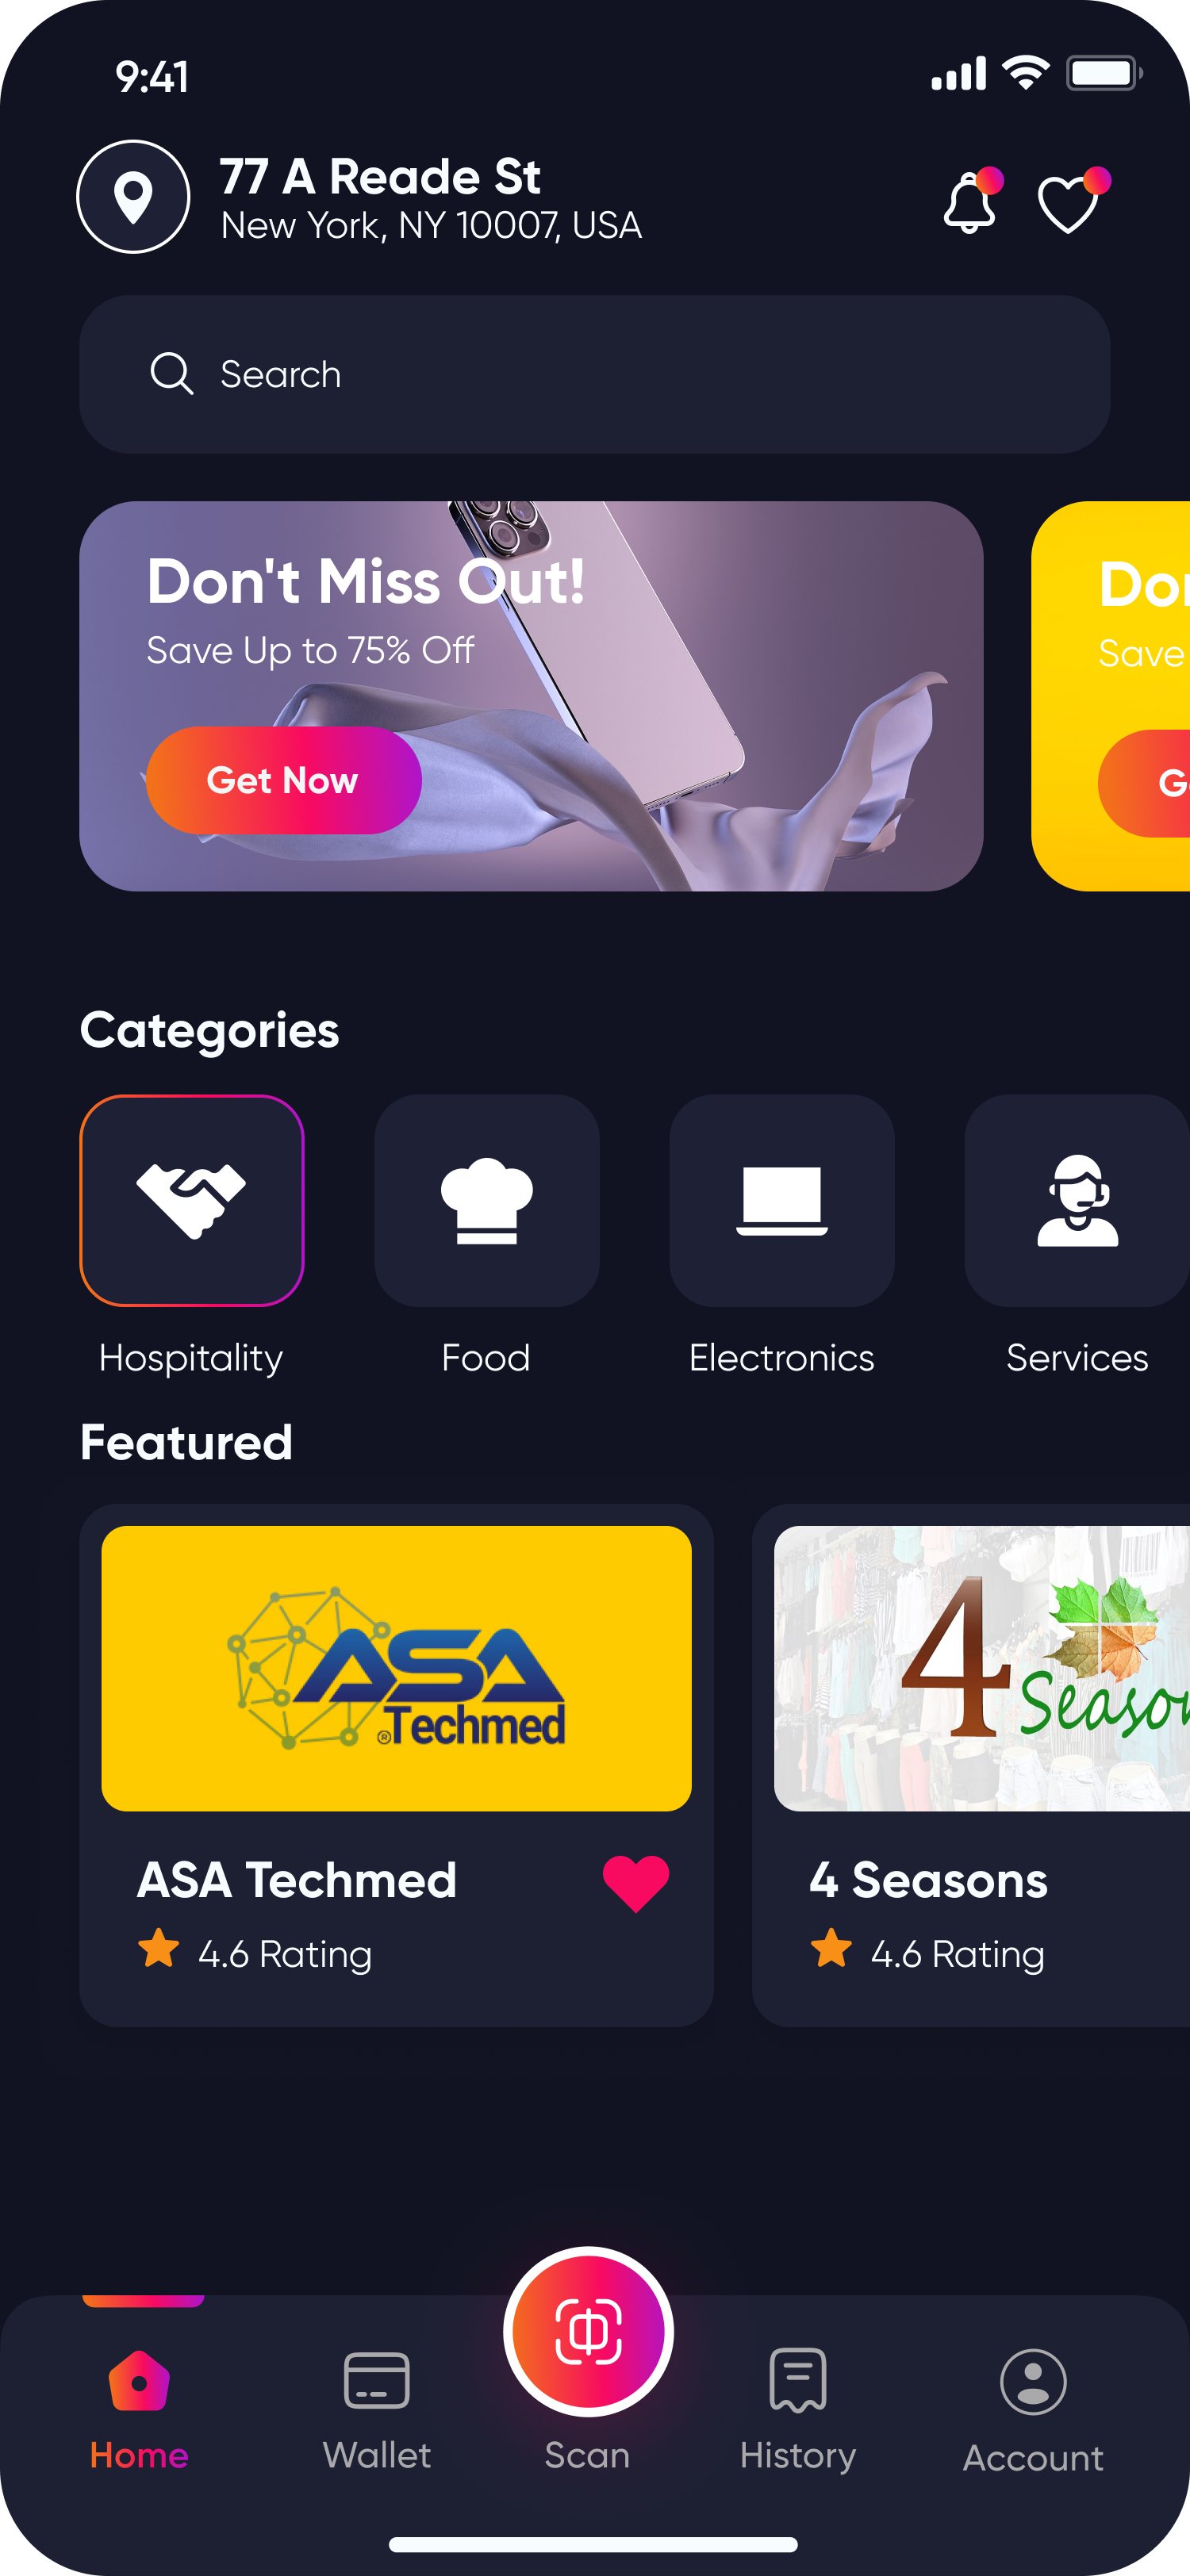 9:41
77 A Reade St
New York, NY 10007, USA
Search
Don't Miss Out!
Save Up to 75% Off
Get Now
Save
Categories
Hospitality
Food
Electronics
Services
Featured
ASA
®Techmed
4
ASA Techmed
4.6 Rating
4 Seasons
4.6 Rating
Home
Wallet
Scan
History
Account